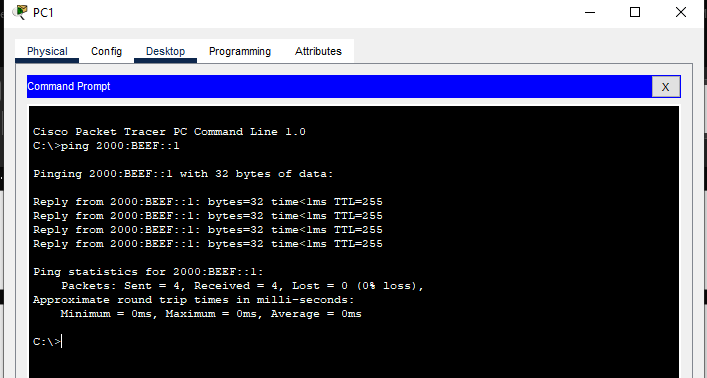 PC1
Physical Config Desktop Programming Attributes
Command Prompt
X
Cisco Packet Tracer PC Command Line 1.0
C:\>ping 2000:BEEF::1
Pinging 2000:BEEF::1 with 32 bytes of data:
Reply from 2000:BEEF::1: bytes=32 time<1ms TTL=255
Reply from 2000:BEEF::1: bytes=32 time<1ms TTL=255
Reply from 2000:BEEF::1: bytes=32 time<1ms TTL=255
Reply from 2000:BEEF::1: bytes=32 time<1ms TTL=255
Ping statistics for 2000:BEEF::1:
Packets: Sent = 4, Received = 4, Lost = 0 (0% loss),
Approximate round trip times in milli-seconds:
Minimum = 0ms, Maximum = 0ms, Average = 0ms
C:\>